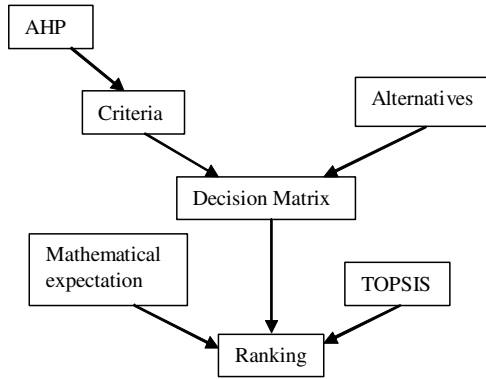 AHP
Criteria
Alternatives
Decision Matrix
Mathematical
expectation
TOPSIS
Ranking